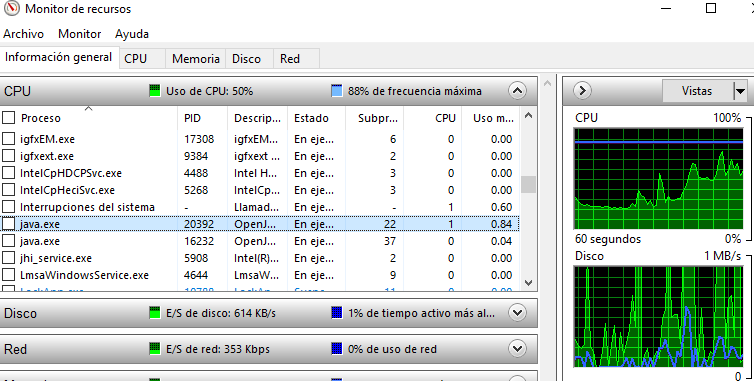 Monitor de recursos
Archivo Monitor Ayuda
Información general CPU Memoria Disco Red
CPU Uso de CPU: 50% 88% de frecuencia máxima
Proceso PID Descrip... Estado Subpr... CPU Uso m...
igfxEM.exe 17308 igfxEM... En eje... 6 0 0.00
igfxext.exe 9384 igfxext ... En eje... 2 0 0.00
IntelCpHDCPSvc.exe 4488 Intel H... En eje... 3 0 0.00
IntelCpHeciSvc.exe 5268 IntelCp... En eje... 3 0 0.00
Interrupciones del sistema - Llamad... En eje... - 1 0.60
java.exe 20392 OpenJ... En eje... 22 1 0.84
java.exe 16232 OpenJ... En eje... 37 0 0.04
jhi_service.exe 5908 Intel(R)... En eje... 2 0 0.00
LmsaWindowsService.exe 4644 LmsaW... En eje... 9 0 0.00
Disco E/S de disco: 614 KB/s 1% de tiempo activo más al...
Red E/S de red: 353 Kbps 0% de uso de red
Vistas
CPU 100%
60 segundos 0%
Disco 1 MB/s
0